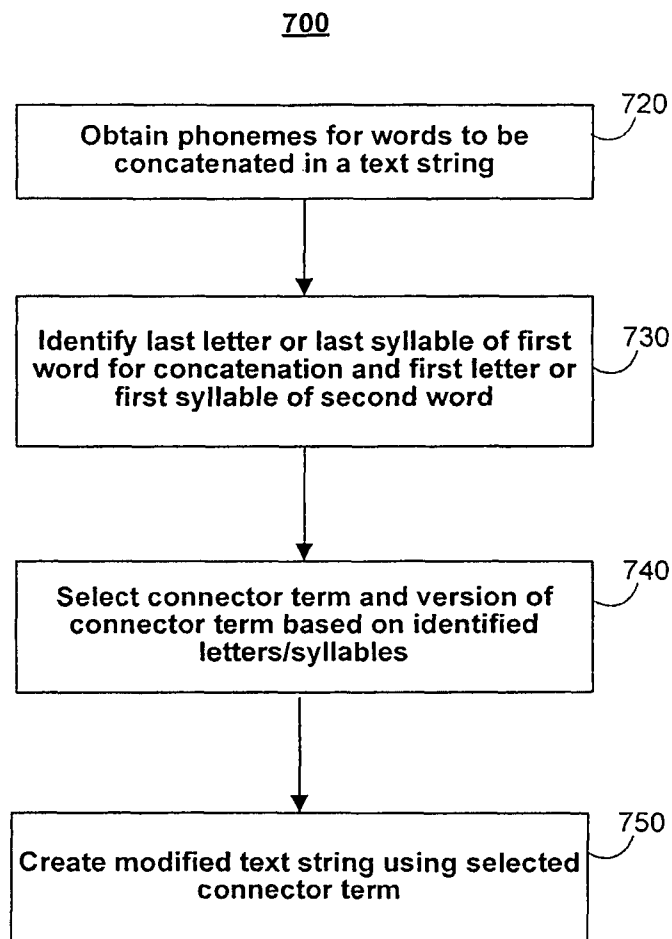 700
720
Obtain phonemes for words to be
concatenated in a text string
730
Identify last letter or last syllable of first
word for concatenation and first letter or
first syllable of second word
740
Select connector term and version of
connector term based on identified
letters/syllables
750
Create modified text string using selected
connector term